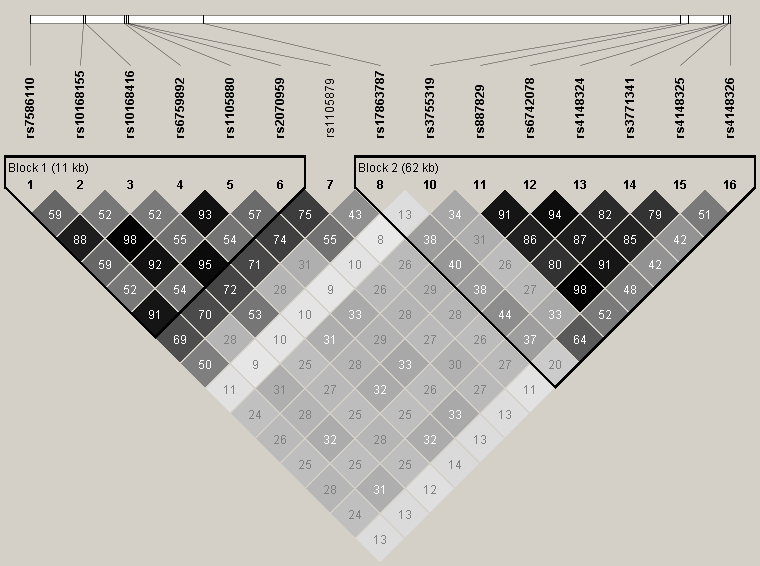 rs7586110
rs10168155
rs10168416
rs6759892
rs1105880
rs2070959
rs1105879
rs17863787
rs3755319
rs887829
rs6742078
rs4148324
rs3771341
rs4148325
rs4148326
Block 1 (11 kb)
Block 2 (62 kb)
1 2 3 4 5 6 7 8 10 11 12 13 14 15 16
59 52 52 93 57 75 43 13 34 91 94 82 79 51
88 98 55 54 74 55 8 38 31 86 87 85 42
59 92 95 71 31 10 26 40 26 80 91 42
52 54 72 28 9 26 29 38 27 98 48
91 70 53 10 33 28 28 44 33 52
69 28 10 31 29 28 26 37 64
50 9 25 28 33 30 27 20
11 31 27 32 26 27 11
24 28 25 25 33 13
26 32 28 32 13
25 25 25 14
28 31 12
24 13
13